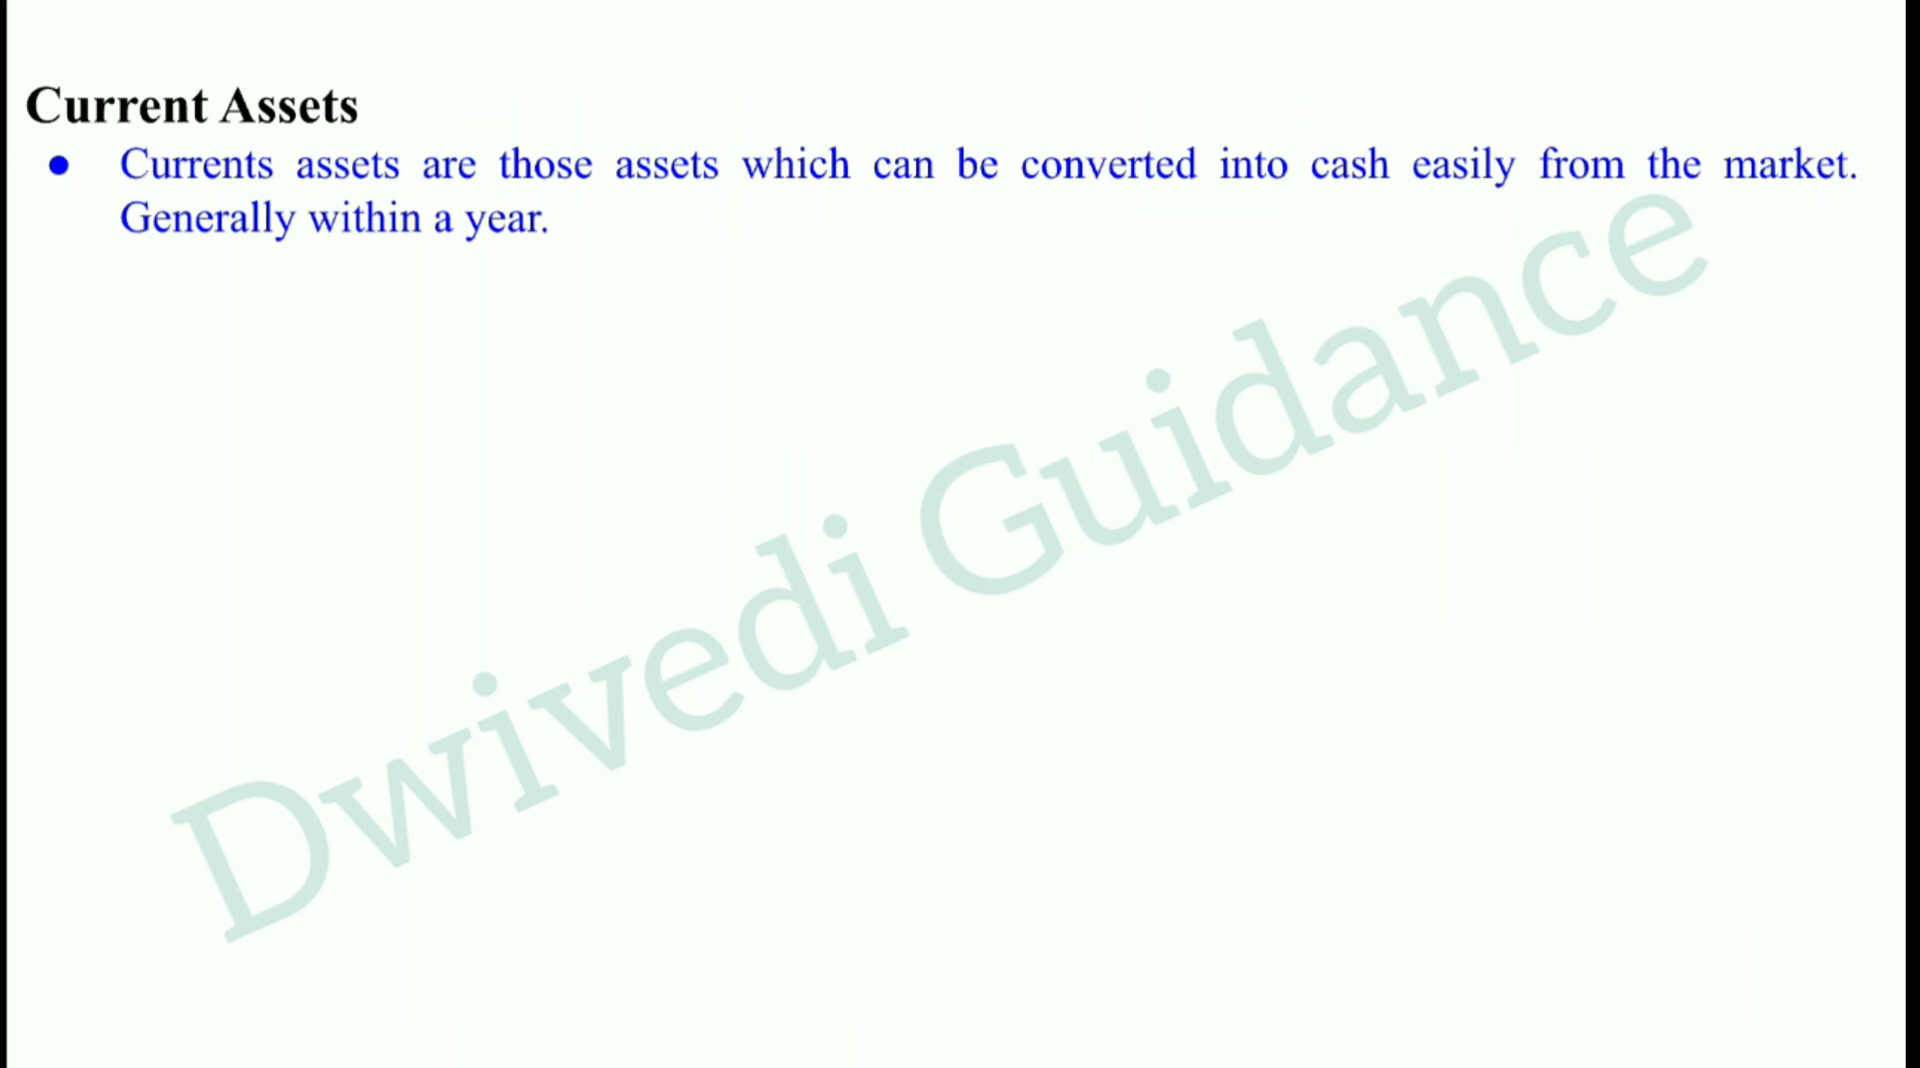 Current Assets
● Currents assets are those assets which can be converted into cash easily from the market.
Generally within a year.
Dwivedi Guidance